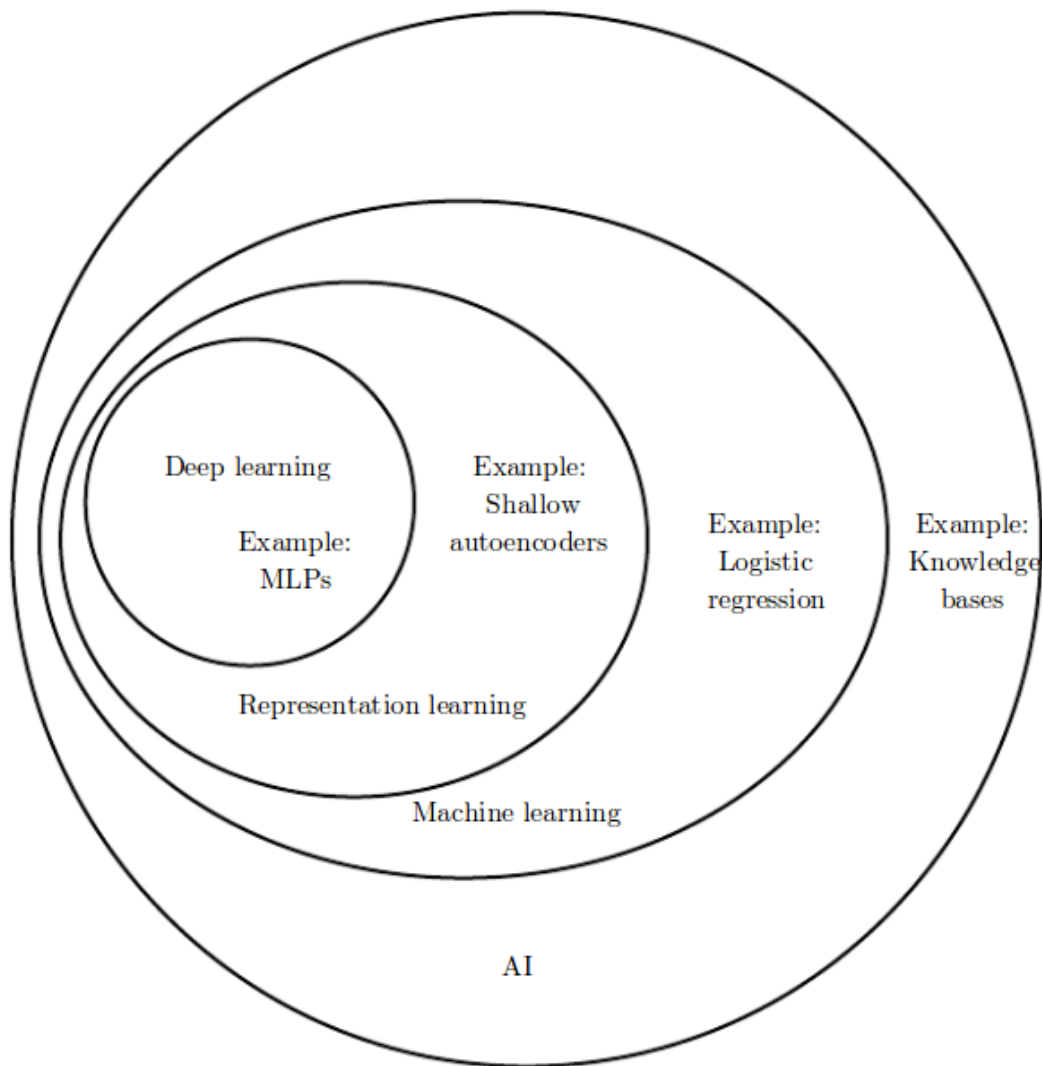 Deep learning
Example:
MLPs
Example:
Shallow
autoencoders
Example:
Logistic
regression
Example:
Knowledge
bases
Representation learning
Machine learning
AI